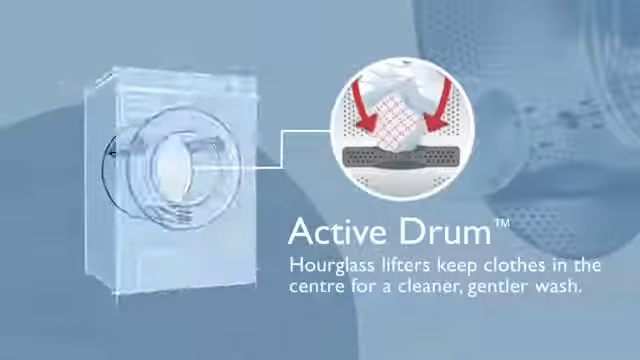 Active Drum™
Hourglass lifters keep clothes in the
centre for a cleaner, gentler wash.